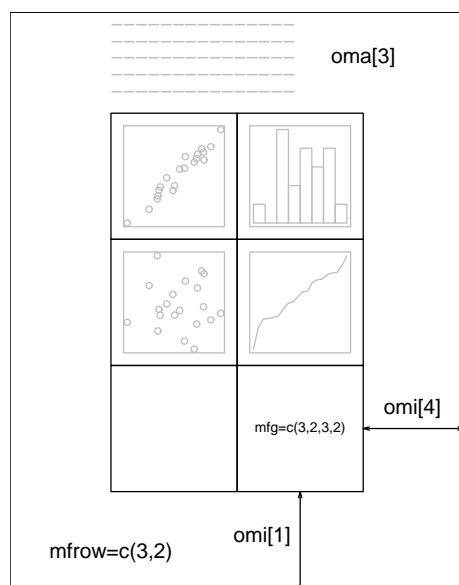 oma[3]
mfg=c(3,2,3,2)
omi[4]
omi[1]
mfrow=c(3,2)